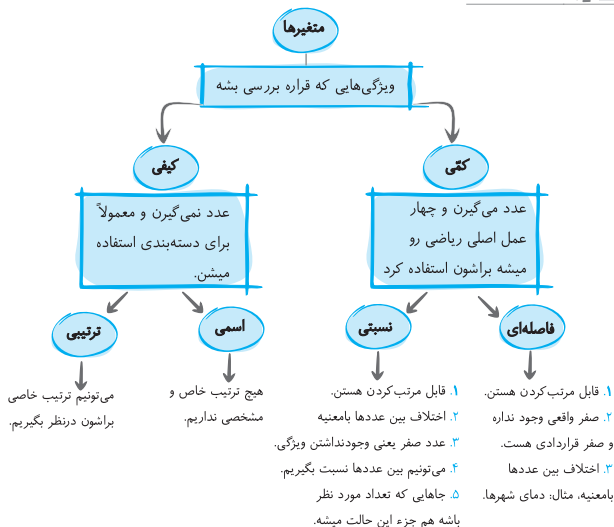 متغیرها
ویژگی‌هایی که قراره بررسی بشه
کمّی
عدد می‌گیرن و چهار
عمل اصلی ریاضی رو
میشه براشون استفاده کرد
فاصله‌ای
۱. قابل مرتب‌کردن هستن.
۲. صفر واقعی وجود نداره
و صفر قراردادی هست.
۳. اختلاف بین عددها
بامعنیه، مثال: دمای شهرها.
نسبتی
۱. قابل مرتب‌کردن هستن.
۲. اختلاف بین عددها بامعنیه
۳. عدد صفر یعنی وجودنداشتن ویژگی.
۴. می‌تونیم بین عددها نسبت بگیریم.
۵. جاهایی که تعداد مورد نظر
باشه هم جزء این حالت میشه.
کیفی
عدد نمی‌گیرن و معمولاً
برای دسته‌بندی استفاده
میشن.
اسمی
هیچ ترتیب خاص و
مشخصی نداریم.
ترتیبی
می‌تونیم ترتیب خاصی
براشون درنظر بگیریم.